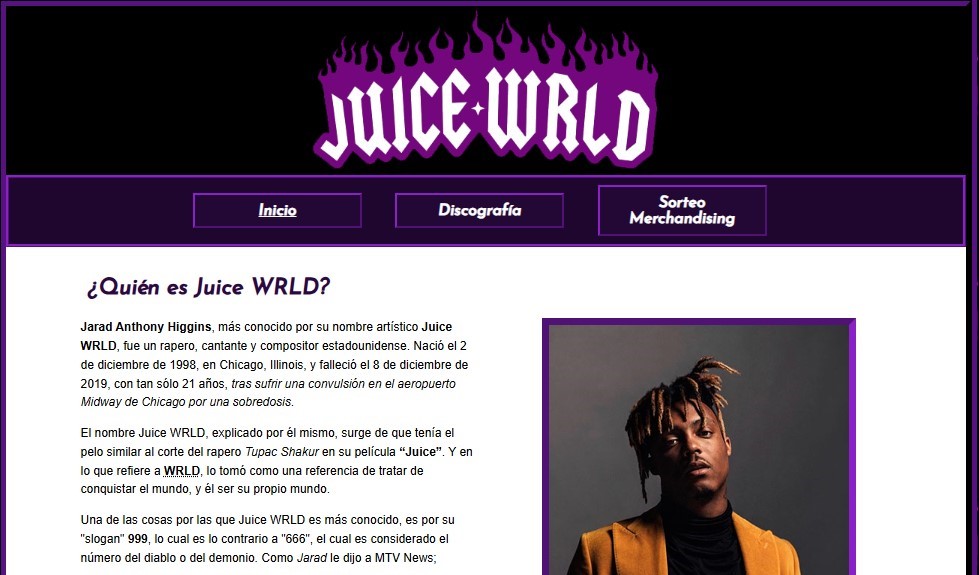 JUICE WRLD
Inicio
Discografía
Sorteo
Merchandising
¿Quién es Juice WRLD?
Jarad Anthony Higgins, más conocido por su nombre artístico Juice
WRLD, fue un rapero, cantante y compositor estadounidense. Nació el 2
de diciembre de 1998, en Chicago, Illinois, y falleció el 8 de diciembre de
2019, con tan sólo 21 años, tras sufrir una convulsión en el aeropuerto
Midway de Chicago por una sobredosis.
El nombre Juice WRLD, explicado por él mismo, surge de que tenía el
pelo similar al corte del rapero Tupac Shakur en su película “Juice”. Y en
lo que refiere a WRLD, lo tomó como una referencia de tratar de
conquistar el mundo, y él ser su propio mundo.
Una de las cosas por las que Juice WRLD es más conocido, es por su
"slogan" 999, lo cual es lo contrario a "666", el cual es considerado el
número del diablo o del demonio. Como Jarad le dijo a MTV News;